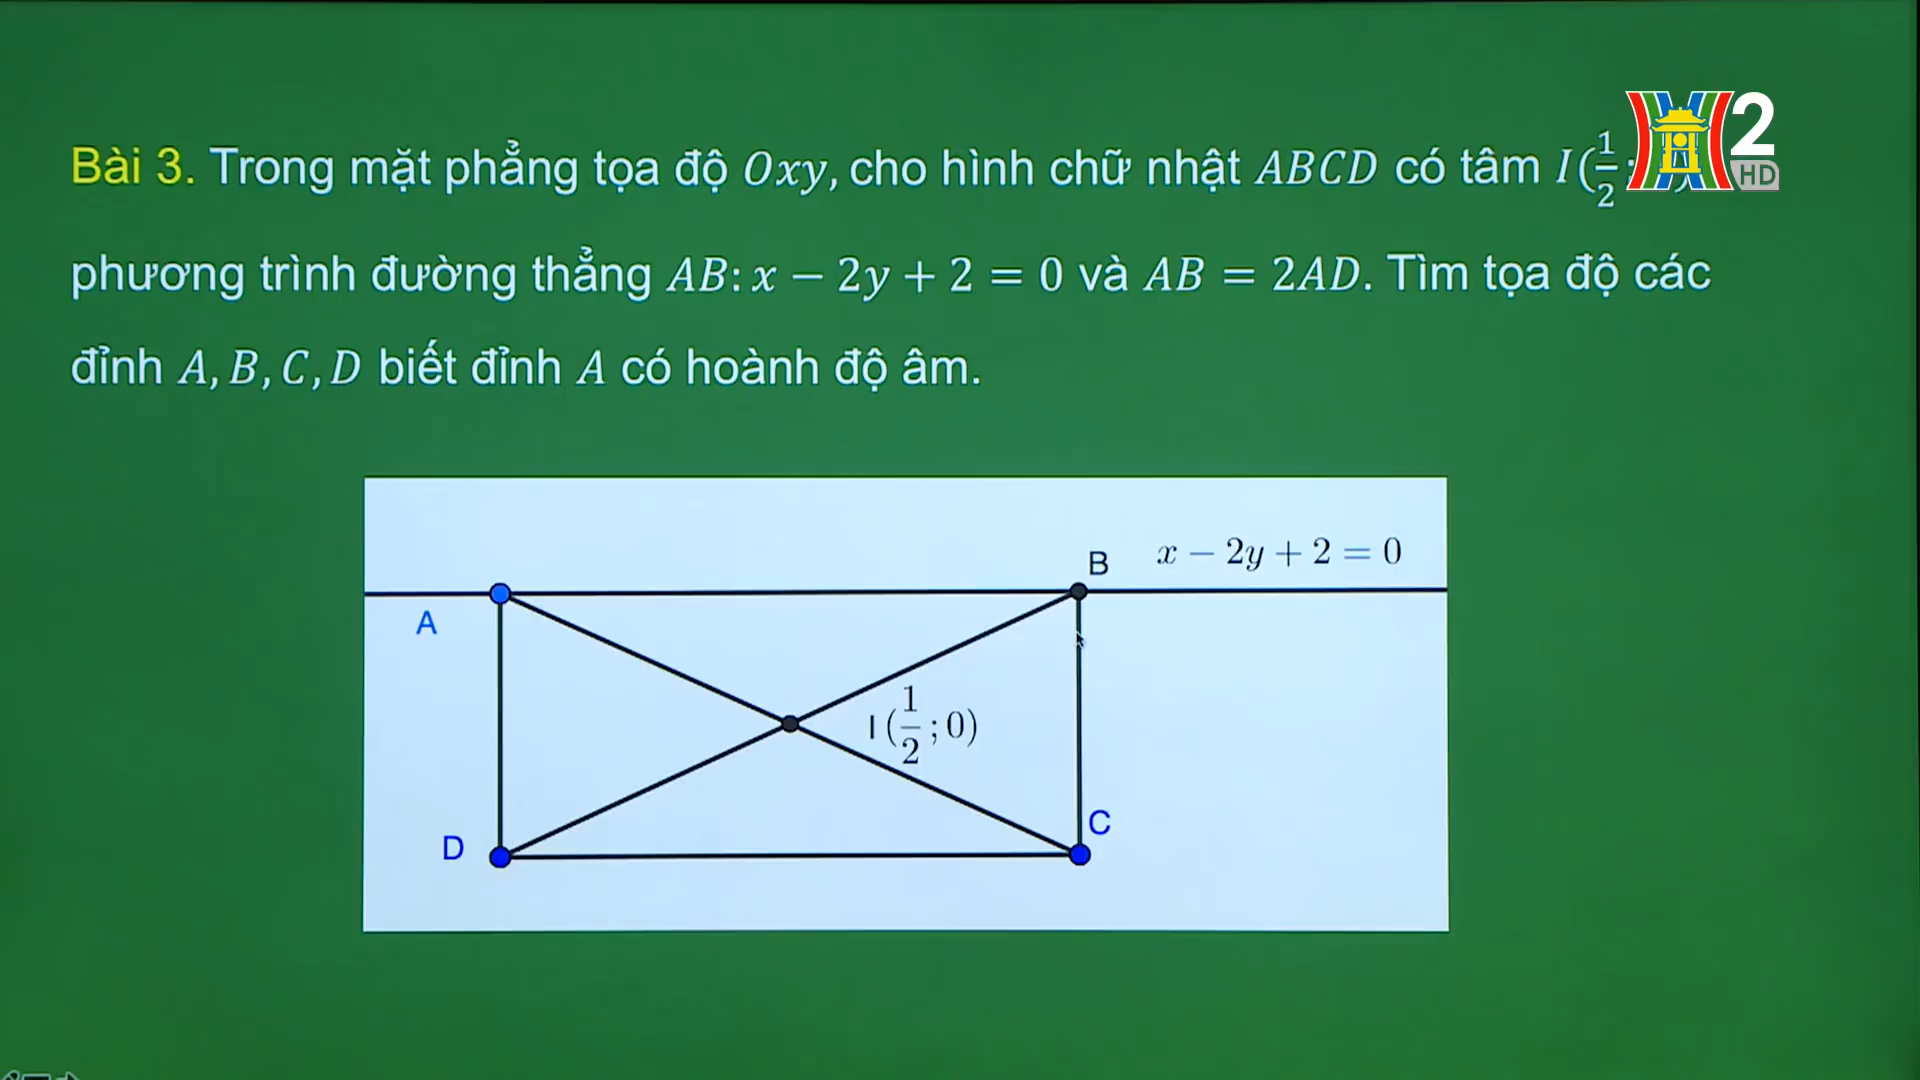 Bài 3. Trong mặt phẳng tọa độ Oxy, cho hình chữ nhật ABCD có tâm I(1/2;
2
HD
phương trình đường thẳng AB: x − 2y + 2 = 0 và AB = 2AD. Tìm tọa độ các
đỉnh A, B, C, D biết đỉnh A có hoành độ âm.
B x − 2y + 2 = 0
A
I(1/2; 0)
D
C